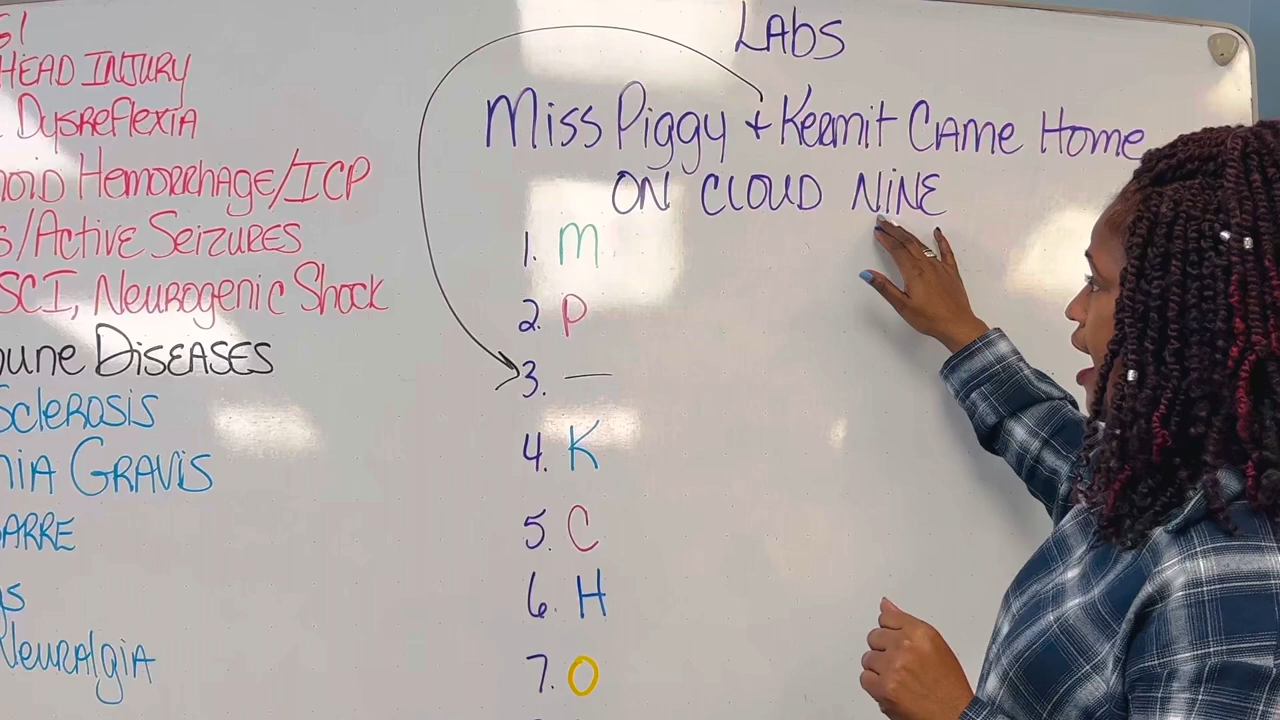 HEAD INJURY
DYSREFLEXIA
HEMORRHAGE/ICP
/ACTIVE SEIZURES
SCI, NEUROGENIC SHOCK
DISEASES
SCLEROSIS
GRAVIS
NEURALGIA
LABS
Miss Piggy + Kermit CAME Home
ON CLOUD NINE
1. M
2. P
3. —
4. K
5. C
6. H
7. O